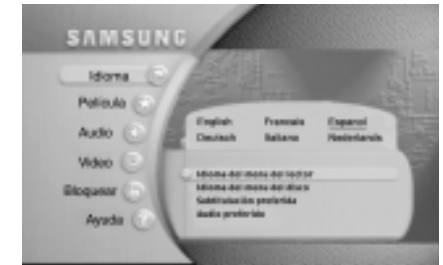 SAMSUNG
Idioma
Película
Audio
Video
Bloquear
Ayuda
English Francais Espanol
Deutsch Italiano Nederlands
Idioma del menu del lector
Idioma del menu del disco
Subtitulación preferida
Audio preferido